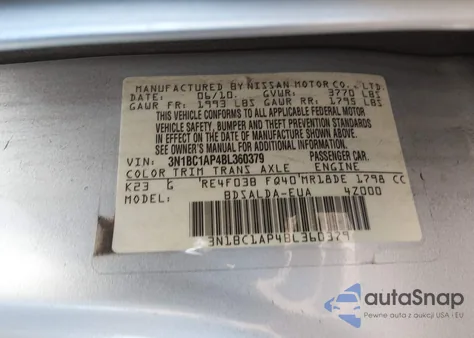 MANUFACTURED BY NISSAN MOTOR CO., LTD.
DATE: 06/10 GVWR: 3770 LBS
GAWR FR: 1993 LBS GAWR RR: 1795 LBS
THIS VEHICLE CONFORMS TO ALL APPLICABLE FEDERAL MOTOR
VEHICLE SAFETY, BUMPER AND THEFT PREVENTION STANDARDS
IN EFFECT ON THE DATE OF MANUFACTURE SHOWN ABOVE.
SEE OWNER'S MANUAL FOR ADDITIONAL INFORMATION
VIN: 3N1BC1AP4BL360379 PASSENGER CAR.
COLOR TRIM TRANS AXLE ENGINE
K23 G RE4F03B FQ40 MR18DE 1798 CC
MODEL: BDSALDA-EUA 4Z000
3N1BC1AP4BL360379
autaSnap
Pewne auta z aukcji USA i EU